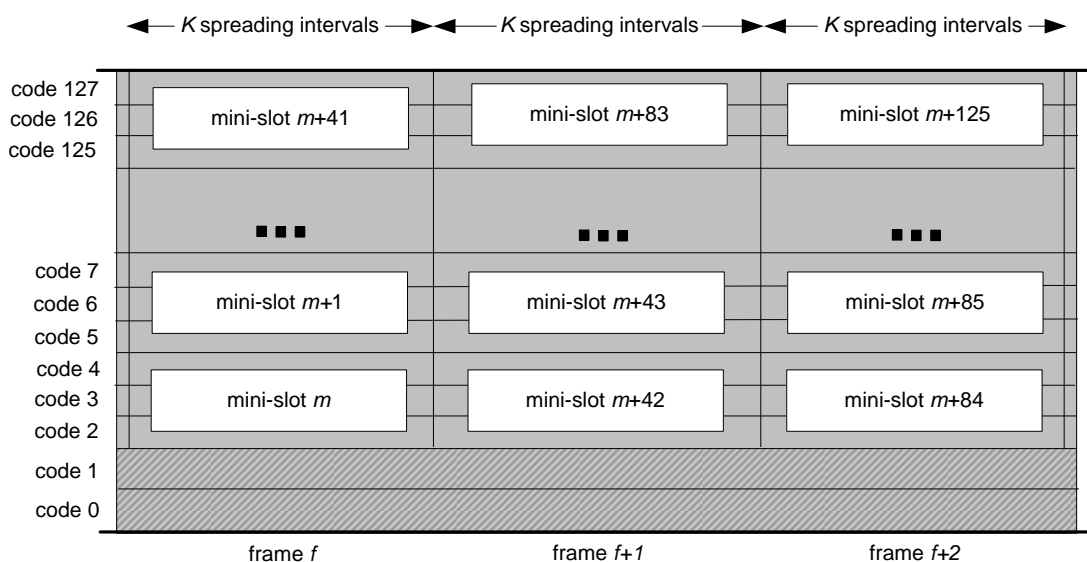 K spreading intervals K spreading intervals K spreading intervals
code 127
code 126
code 125
mini-slot m+41 mini-slot m+83 mini-slot m+125
code 7
code 6
code 5
mini-slot m+1 mini-slot m+43 mini-slot m+85
code 4
code 3
code 2
mini-slot m mini-slot m+42 mini-slot m+84
code 1
code 0
frame f frame f+1 frame f+2